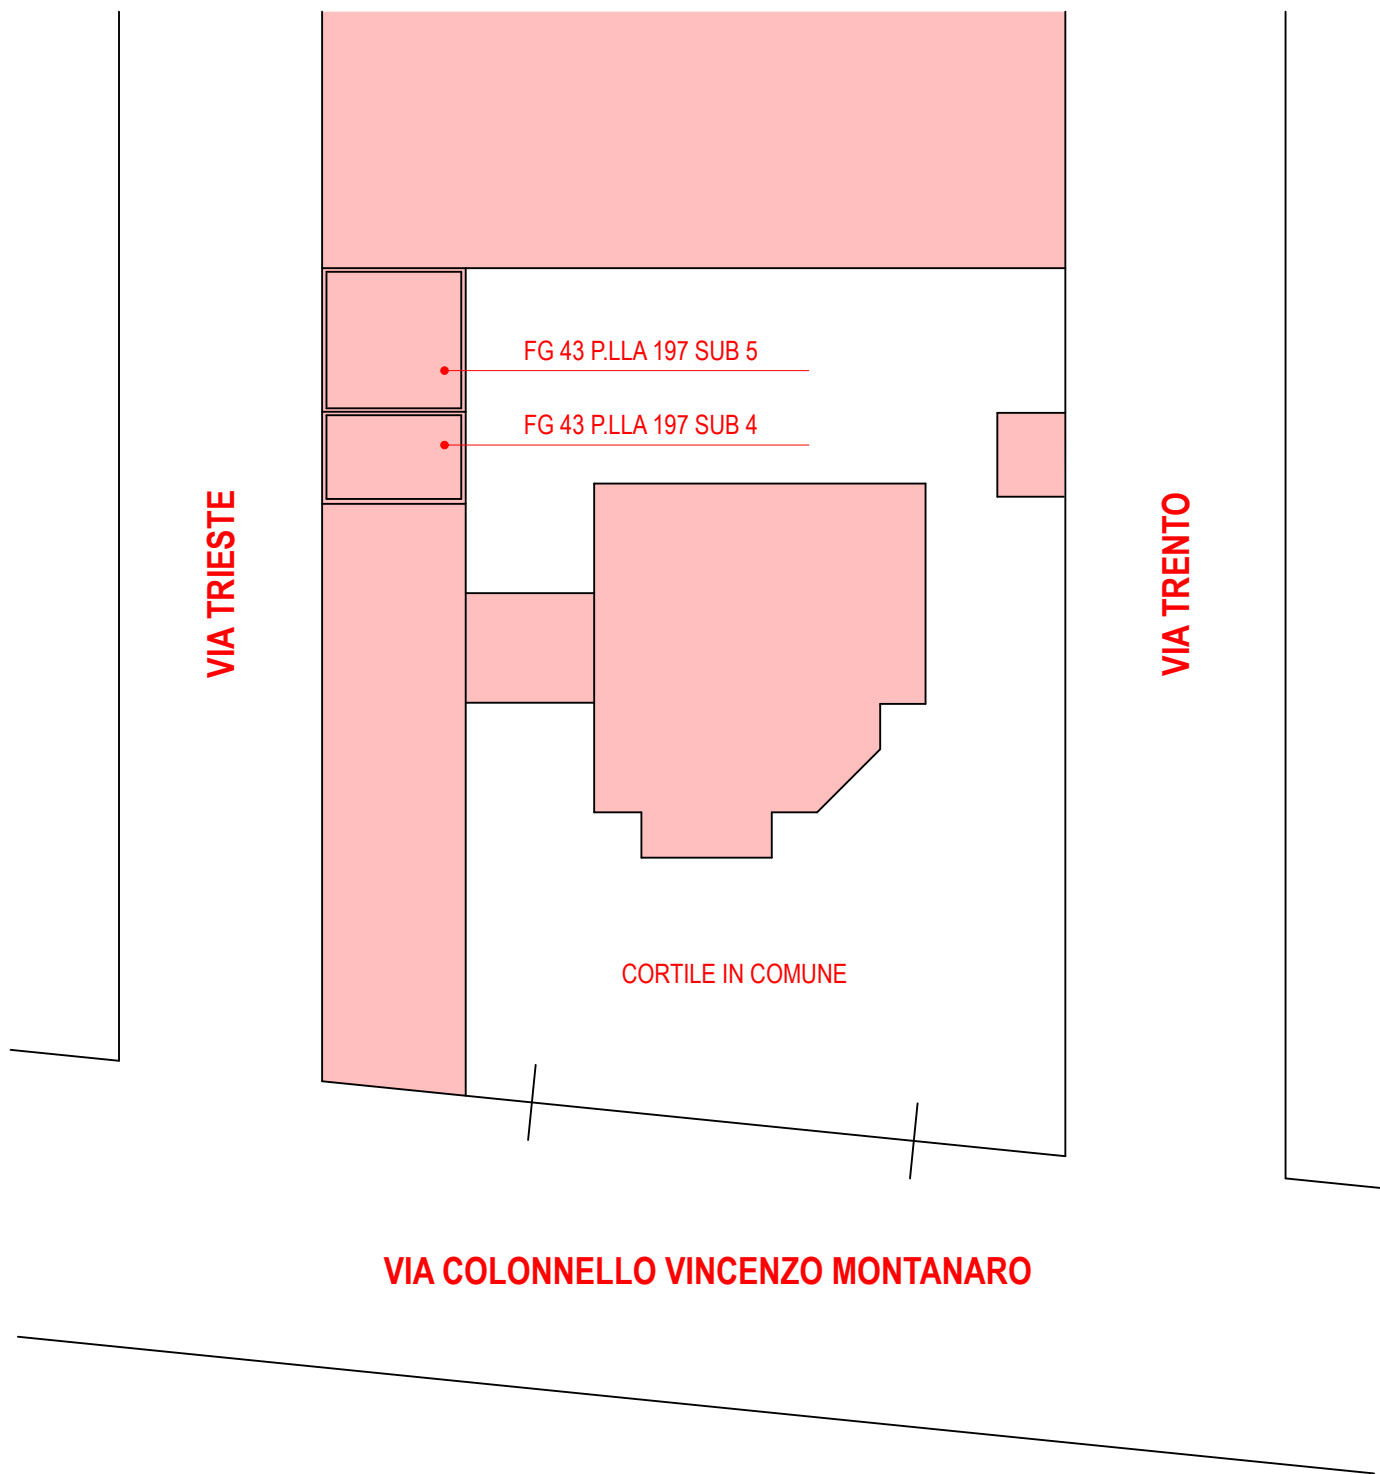 FG 43 P.LLA 197 SUB 5
FG 43 P.LLA 197 SUB 4
VIA TRIESTE
VIA TRENTO
CORTILE IN COMUNE
VIA COLONNELLO VINCENZO MONTANARO